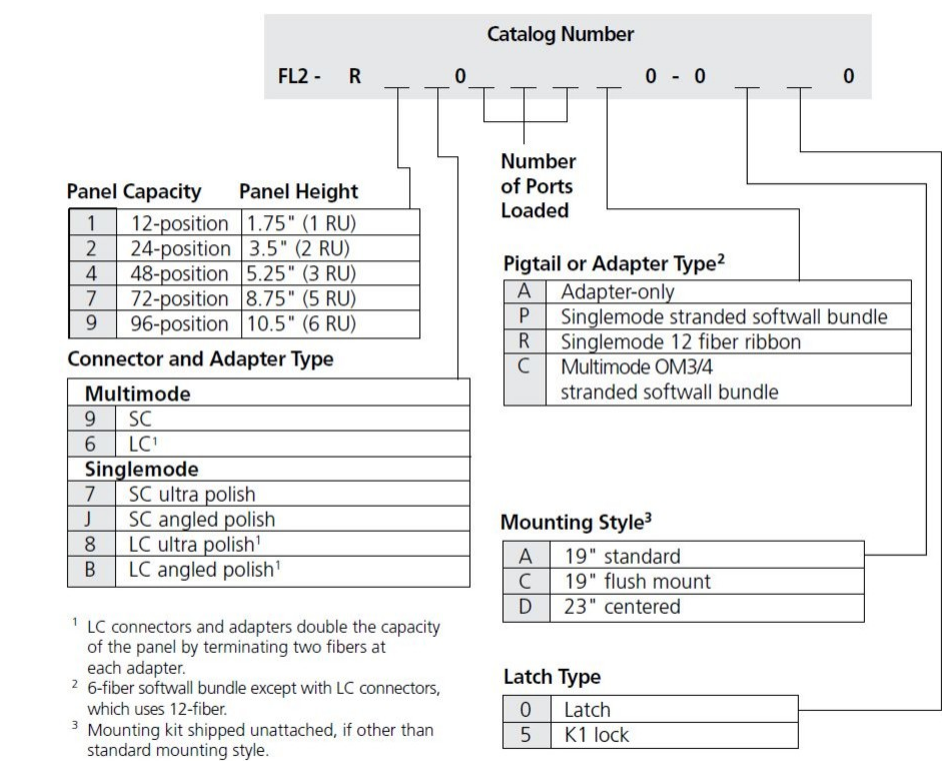 Catalog Number
FL2 - R __ __ 0 __ __ __ __ 0 - 0 __ __ 0
Number
of Ports
Loaded
Panel Capacity Panel Height
1 12-position 1.75" (1 RU)
2 24-position 3.5" (2 RU)
4 48-position 5.25" (3 RU)
7 72-position 8.75" (5 RU)
9 96-position 10.5" (6 RU)
Connector and Adapter Type
Multimode
9 SC
6 LC¹
Singlemode
7 SC ultra polish
J SC angled polish
8 LC ultra polish¹
B LC angled polish¹
¹ LC connectors and adapters double the capacity
of the panel by terminating two fibers at
each adapter.
² 6-fiber softwall bundle except with LC connectors,
which uses 12-fiber.
³ Mounting kit shipped unattached, if other than
standard mounting style.
Pigtail or Adapter Type²
A Adapter-only
P Singlemode stranded softwall bundle
R Singlemode 12 fiber ribbon
C Multimode OM3/4
stranded softwall bundle
Mounting Style³
A 19" standard
C 19" flush mount
D 23" centered
Latch Type
0 Latch
5 K1 lock